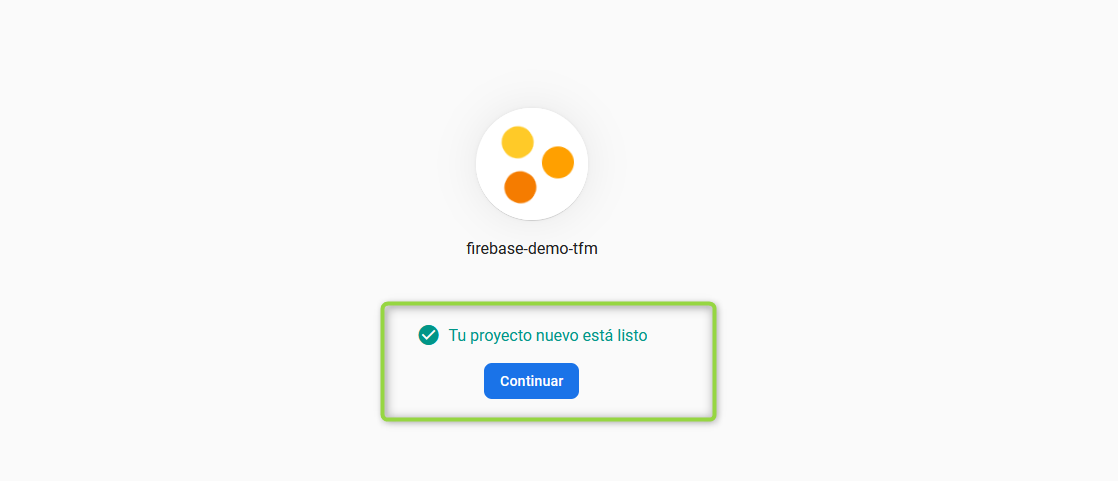 firebase-demo-tfm
Tu proyecto nuevo está listo
Continuar